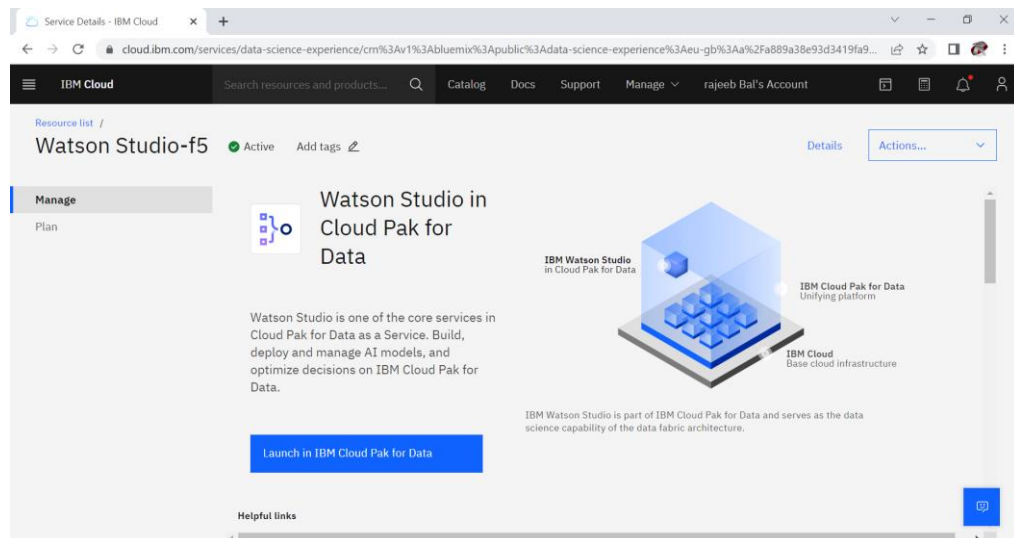 Service Details - IBM Cloud
cloud.ibm.com/services/data-science-experience/crn%3Av1%3Abluemix%3Apublic%3Adata-science-experience%3Aeu-gb%3Aa%2Fa889a38e93d3419fa9...
IBM Cloud
Search resources and products...
Catalog
Docs
Support
Manage
rajeeb Bal's Account
Resource list /
Watson Studio-f5
Active
Add tags
Details
Actions...
Manage
Plan
Watson Studio in
Cloud Pak for
Data
Watson Studio is one of the core services in
Cloud Pak for Data as a Service. Build,
deploy and manage AI models, and
optimize decisions on IBM Cloud Pak for
Data.
Launch in IBM Cloud Pak for Data
IBM Watson Studio
in Cloud Pak for Data
IBM Cloud Pak for Data
Unifying platform
IBM Cloud
Base cloud infrastructure
IBM Watson Studio is part of IBM Cloud Pak for Data and serves as the data
science capability of the data fabric architecture.
Helpful links